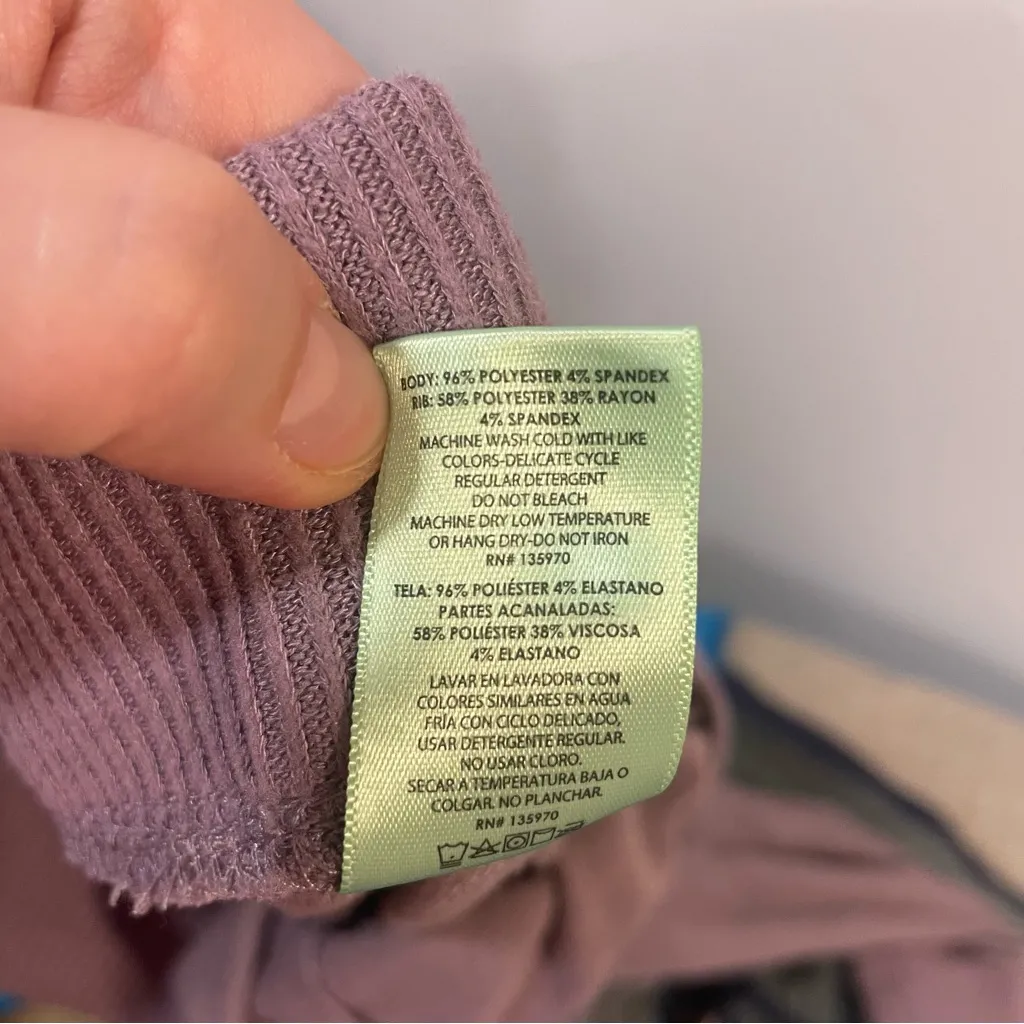 BODY: 96% POLYESTER 4% SPANDEX
RIB: 58% POLYESTER 38% RAYON
4% SPANDEX
MACHINE WASH COLD WITH LIKE
COLORS-DELICATE CYCLE
REGULAR DETERGENT
DO NOT BLEACH
MACHINE DRY LOW TEMPERATURE
OR HANG DRY-DO NOT IRON
RN# 135970
TELA: 96% POLIÉSTER 4% ELASTANO
PARTES ACANALADAS:
58% POLIÉSTER 38% VISCOSA
4% ELASTANO
LAVAR EN LAVADORA CON
COLORES SIMILARES EN AGUA
FRÍA CON CICLO DELICADO,
USAR DETERGENTE REGULAR.
NO USAR CLORO.
SECAR A TEMPERATURA BAJA O
COLGAR. NO PLANCHAR.
RN# 135970